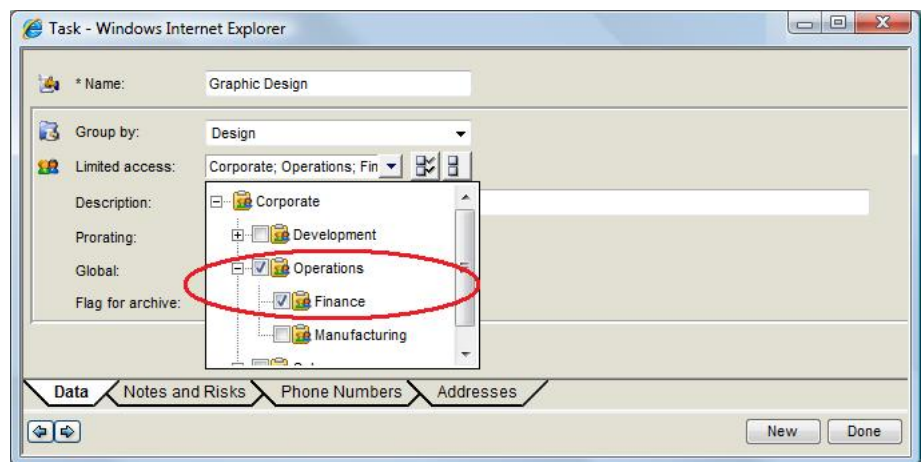 Task - Windows Internet Explorer
* Name: Graphic Design
Group by: Design
Limited access: Corporate; Operations; Fin
Description:
Corporate
Prorating:
Development
Global:
Operations
Flag for archive:
Finance
Manufacturing
Data Notes and Risks Phone Numbers Addresses
New Done